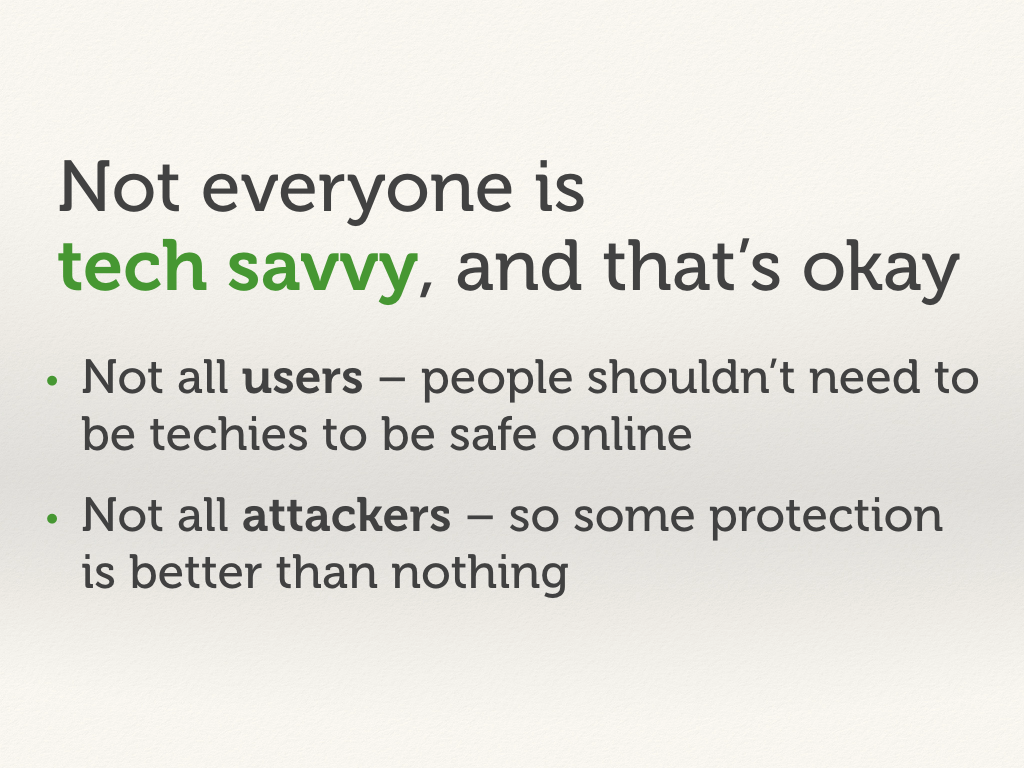 Not everyone is
tech savvy, and that’s okay
• Not all users – people shouldn’t need to
be techies to be safe online
• Not all attackers – so some protection
is better than nothing